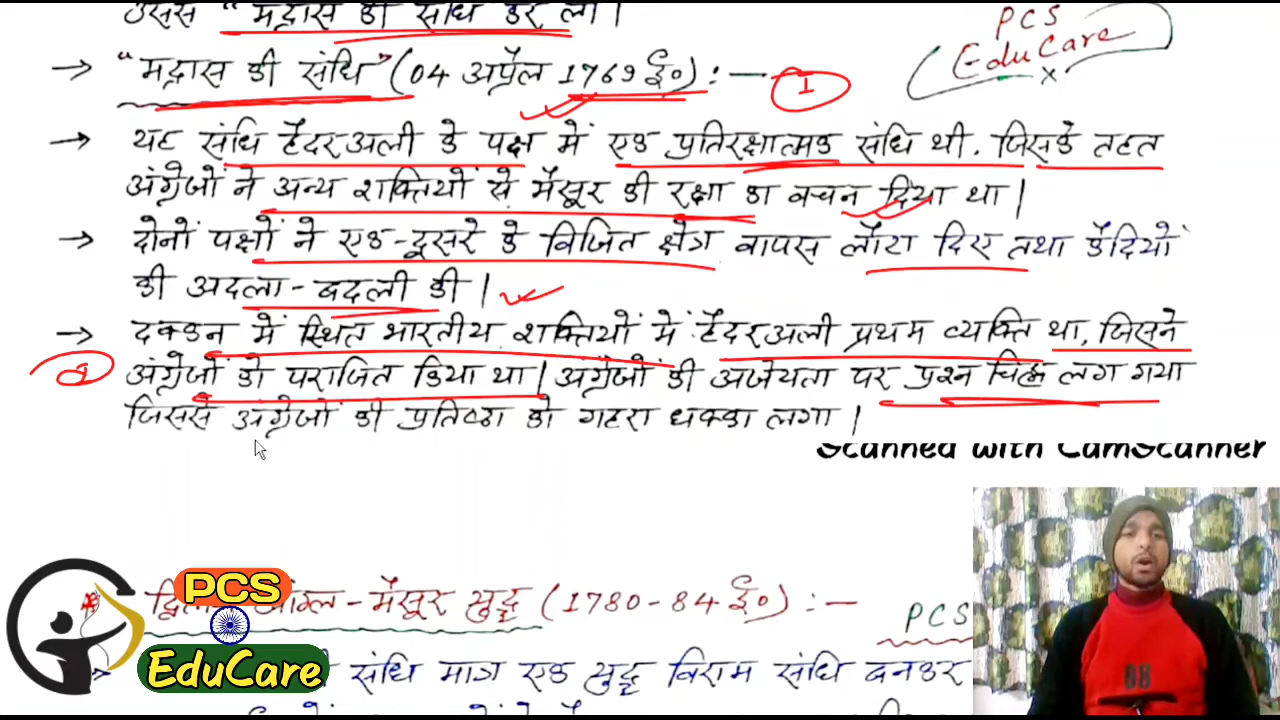 उससे "मद्रास की संधि कर ली।
→ "मद्रास की संधि" (04 अप्रैल 1769 ई०) :— 1
PCS
EduCare
→ यह संधि हैदरअली के पक्ष में एक प्रतिरक्षात्मक संधि थी. जिसके तहत
अंग्रेजों ने अन्य शक्तियों से मैसूर की रक्षा का वचन दिया था।
→ दोनों पक्षों ने एक-दूसरे के विजित क्षेत्र वापस लौटा दिए तथा कैदियों
की अदला-बदली की।
→ दक्कन में स्थित भारतीय शक्तियों में हैदरअली प्रथम व्यक्ति था, जिसने
अंग्रेजों को पराजित किया था। अंग्रेजों की अजेयता पर प्रश्न चिह्न लग गया
जिससे अंग्रेजों की प्रतिष्ठा को गहरा धक्का लगा।
Scanned with CamScanner
आंग्ल-मैसूर युद्ध (1780-84 ई०) :—
PCS
संधि मात्र एक युद्ध विराम संधि बनकर
PCS
EduCare